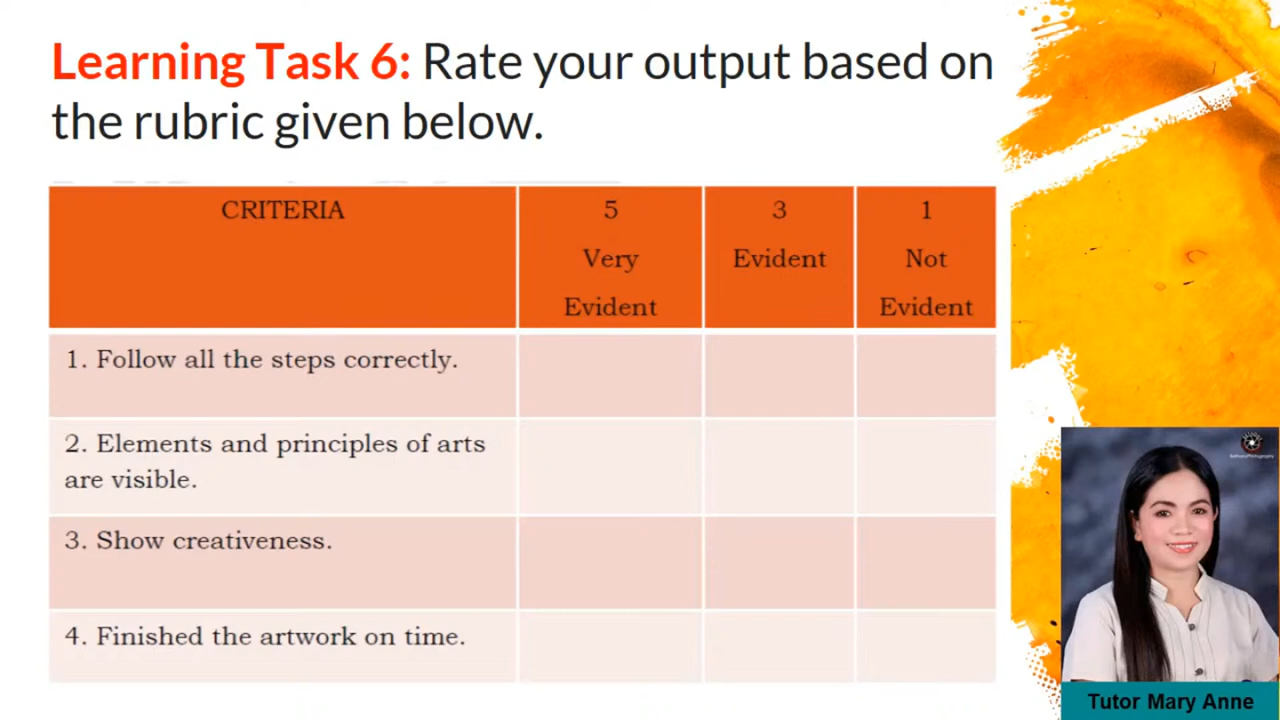 Learning Task 6: Rate your output based on
the rubric given below.
CRITERIA
5
Very
Evident
3
Evident
1
Not
Evident
1. Follow all the steps correctly.
2. Elements and principles of arts
are visible.
3. Show creativeness.
4. Finished the artwork on time.
Tutor Mary Anne